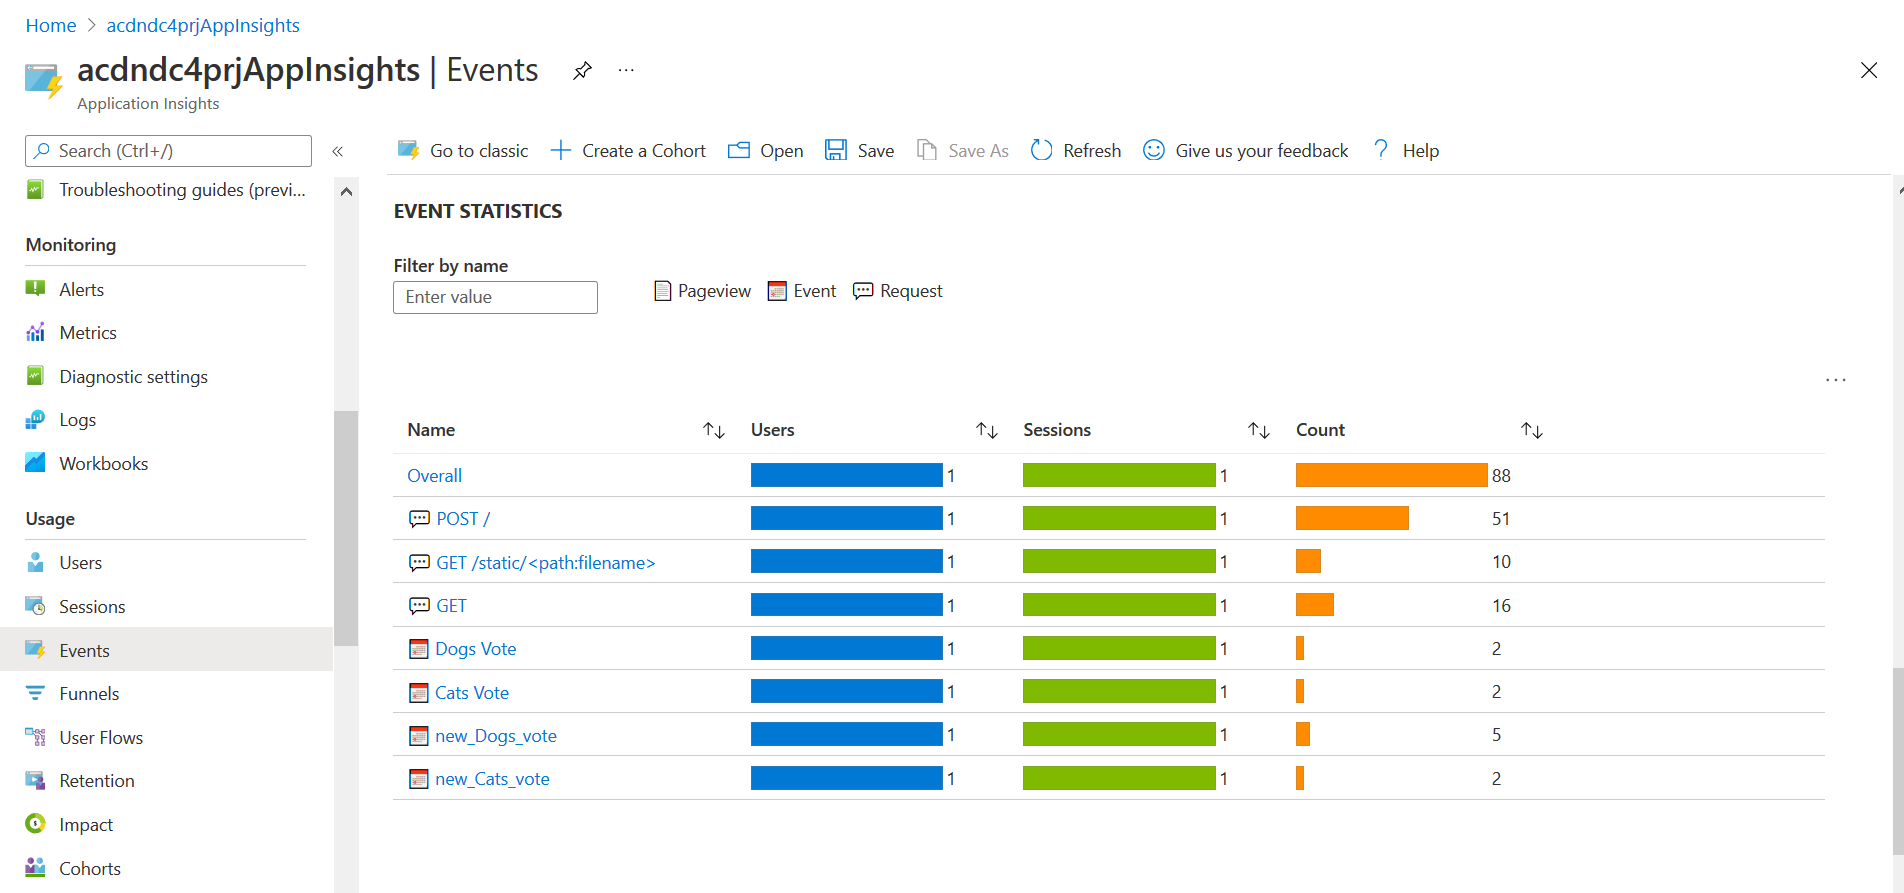 Home > acdndc4prjAppInsights
acdndc4prjAppInsights | Events ...
Application Insights
Search (Ctrl+/) «
Troubleshooting guides (previ...
Monitoring
Alerts
Metrics
Diagnostic settings
Logs
Workbooks
Usage
Users
Sessions
Events
Funnels
User Flows
Retention
Impact
Cohorts
Go to classic Create a Cohort Open Save Save As Refresh Give us your feedback ? Help
EVENT STATISTICS
Filter by name
Enter value
Pageview Event Request
...
Name Users Sessions Count
Overall 1 1 88
POST / 1 1 51
GET /static/<path:filename> 1 1 10
GET 1 1 16
Dogs Vote 1 1 2
Cats Vote 1 1 2
new_Dogs_vote 1 1 5
new_Cats_vote 1 1 2